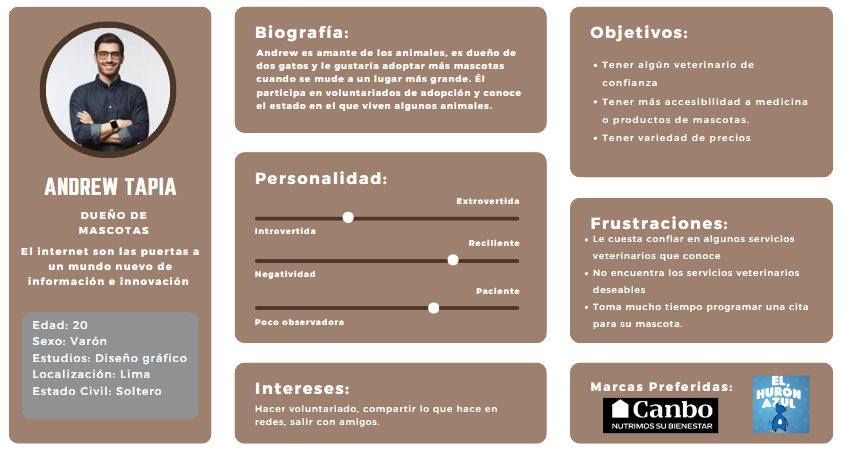 ANDREW TAPIA
DUEÑO DE
MASCOTAS
El internet son las puertas a
un mundo nuevo de
información e innovación
Edad: 20
Sexo: Varón
Estudios: Diseño gráfico
Localización: Lima
Estado Civil: Soltero
Biografía:
Andrew es amante de los animales, es dueño de
dos gatos y le gustaría adoptar más mascotas
cuando se mude a un lugar más grande. Él
participa en voluntariados de adopción y conoce
el estado en el que viven algunos animales.
Personalidad:
Extrovertida
Introvertida
Reciliente
Negatividad
Paciente
Poco observadora
Intereses:
Hacer voluntariado, compartir lo que hace en
redes, salir con amigos.
Objetivos:
• Tener algún veterinario de
confianza
• Tener más accesibilidad a medicina
o productos de mascotas.
• Tener variedad de precios
Frustraciones:
• Le cuesta confiar en algunos servicios
veterinarios que conoce
• No encuentra los servicios veterinarios
deseables
• Toma mucho tiempo programar una cita
para su mascota.
Marcas Preferidas:
Canbo
NUTRIMOS SU BIENESTAR
EL
HURÓN
AZUL